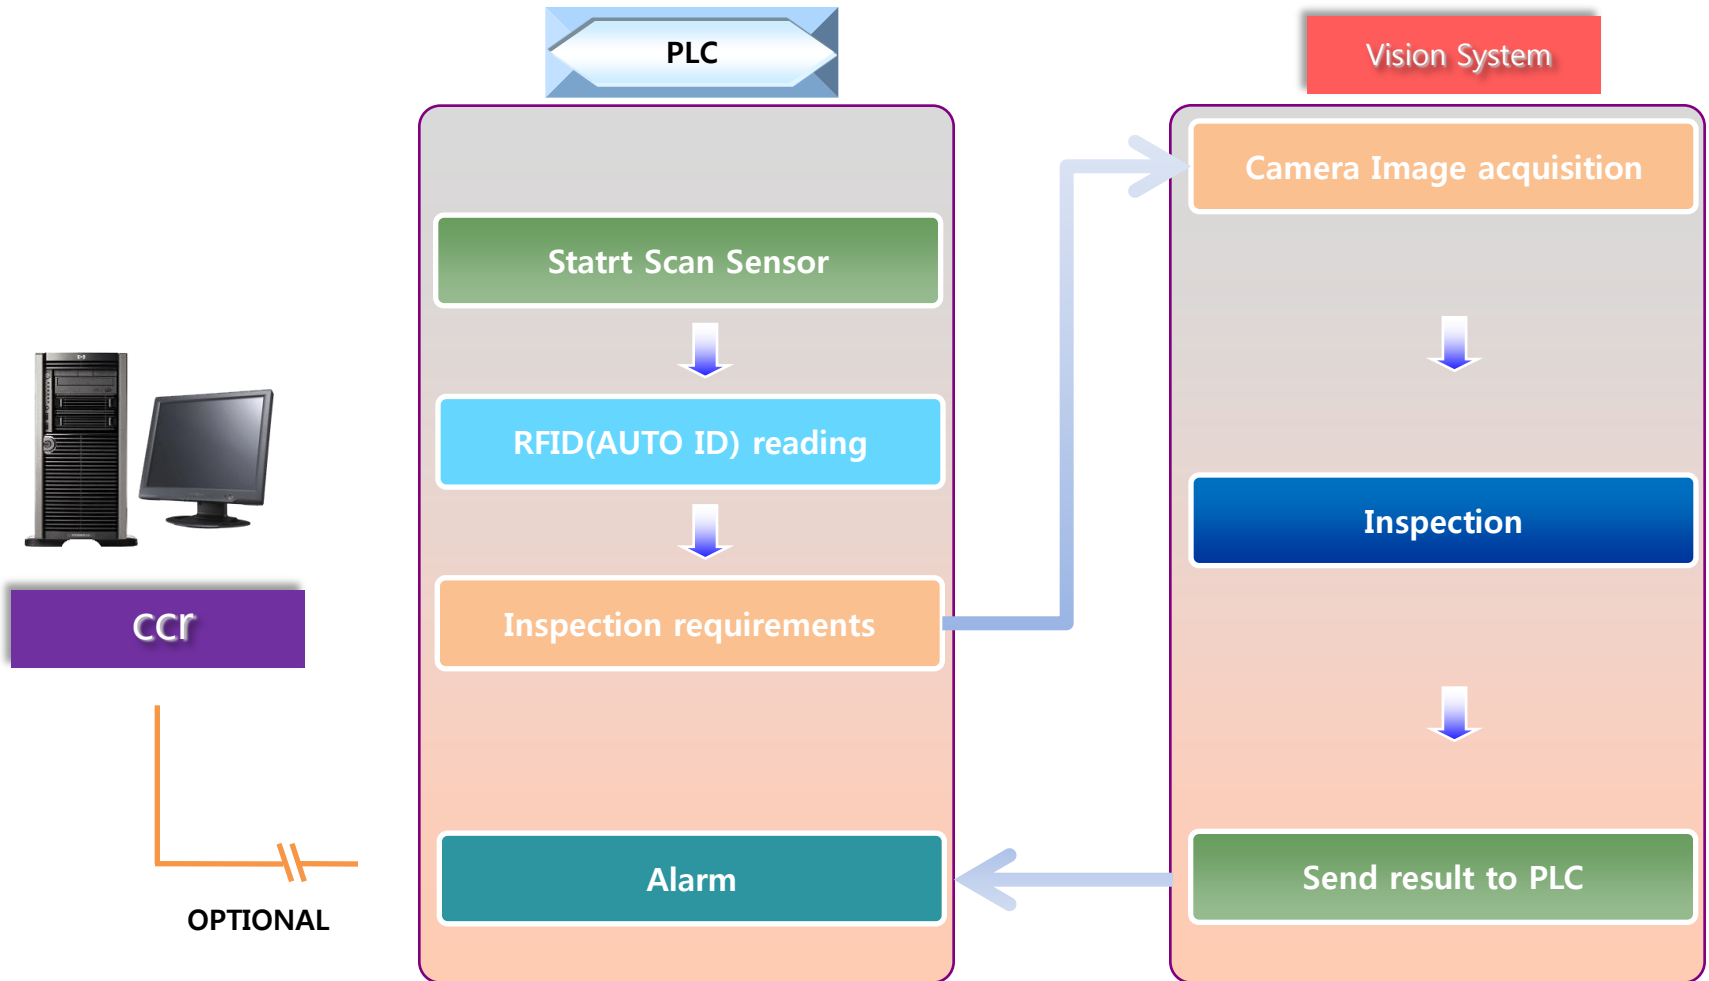 PLC
Vision System
Camera Image acquisition
Statrt Scan Sensor
RFID(AUTO ID) reading
Inspection
Inspection requirements
ccr
Alarm
Send result to PLC
OPTIONAL